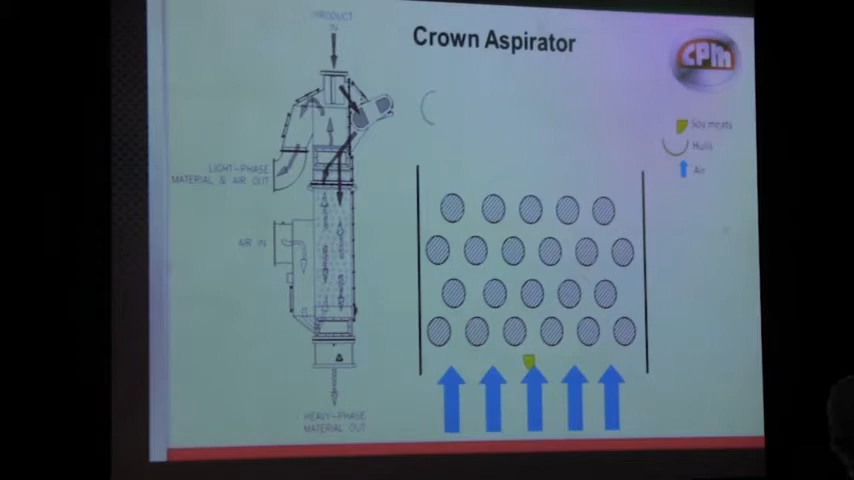 PRODUCT
IN
Crown Aspirator
CPM
Soy meats
Hulls
Air
LIGHT-PHASE
MATERIAL & AIR OUT
AIR IN
HEAVY-PHASE
MATERIAL OUT